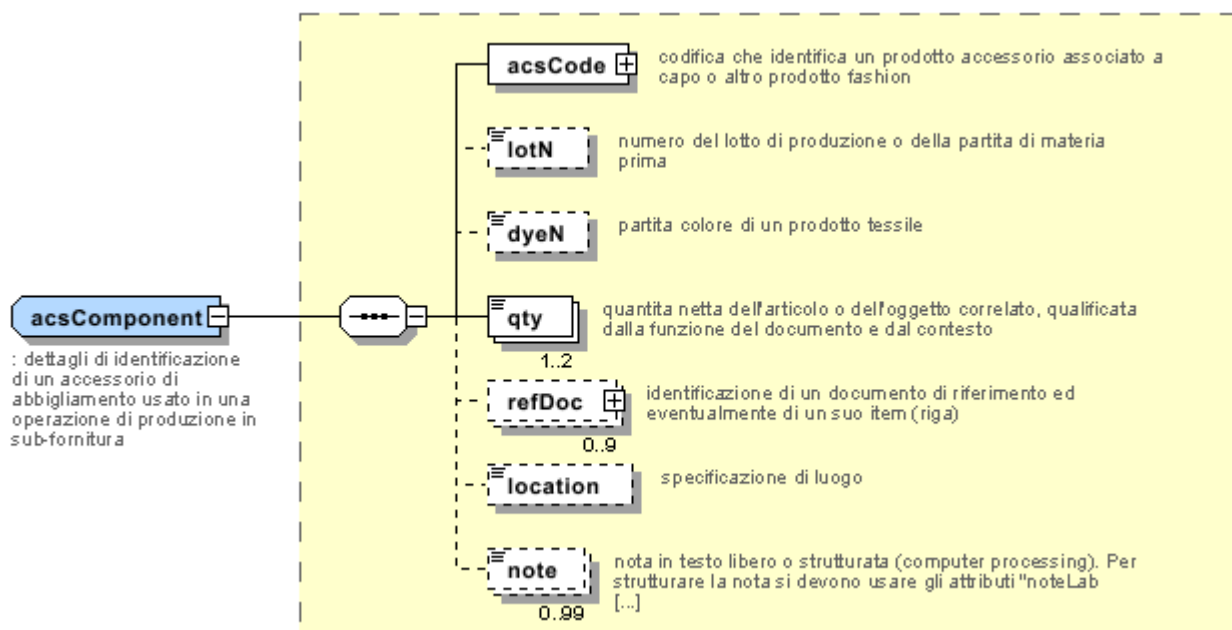 acsCode
codifica che identifica un prodotto accessorio associato a
capo o altro prodotto fashion
lotN
numero del lotto di produzione o della partita di materia
prima
dyeN
partita colore di un prodotto tessile
acsComponent
: dettagli di identificazione
di un accessorio di
abbigliamento usato in una
operazione di produzione in
sub-fornitura
qty
1..2
quantita netta dell'articolo o dell'oggetto correlato, qualificata
dalla funzione del documento e dal contesto
refDoc
0..9
identificazione di un documento di riferimento ed
eventualmente di un suo item (riga)
location
specificazione di luogo
note
0..99
nota in testo libero o strutturata (computer processing). Per
strutturare la nota si devono usare gli attributi "noteLab
[...]